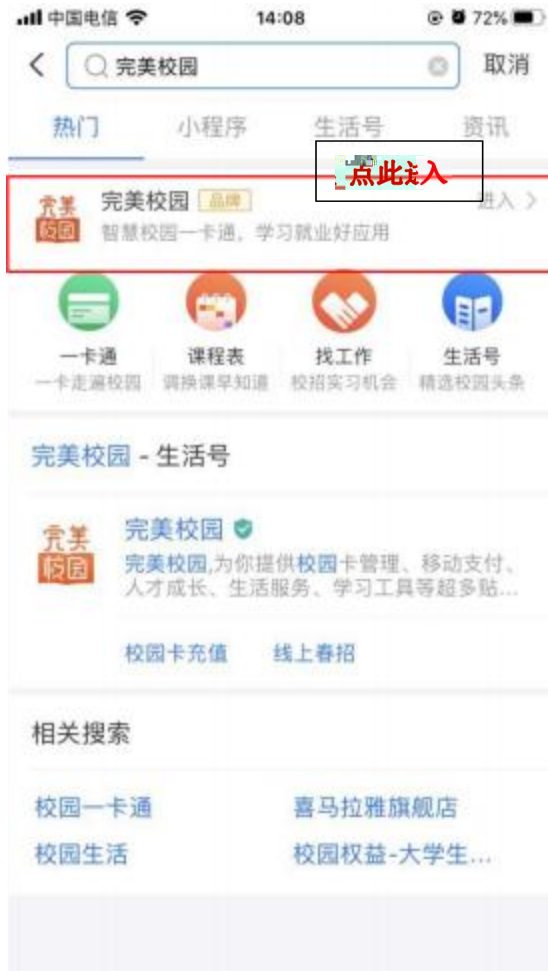 中国电信 14:08 72%
完美校园 取消
热门 小程序 生活号 资讯
点此进入
完美校园 品牌 进入
完美校园
智慧校园一卡通，学习就业好应用
一卡通 课程表 找工作 生活号
一卡走遍校园 调换课早知道 校招实习机会 精选校园头条
完美校园 - 生活号
完美校园
完美校园
完美校园,为你提供校园卡管理、移动支付、
人才成长、生活服务、学习工具等超多贴...
校园卡充值 线上春招
相关搜索
校园一卡通 喜马拉雅旗舰店
校园生活 校园权益-大学生...